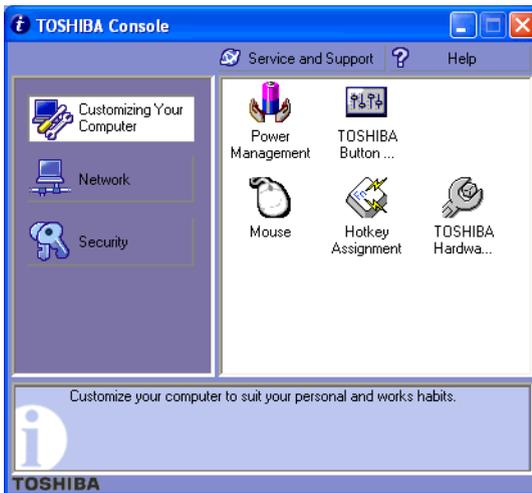 TOSHIBA Console
Service and Support ? Help
Customizing Your
Computer
Network
Security
Power
Management
TOSHIBA
Button ...
Mouse
Hotkey
Assignment
TOSHIBA
Hardwa...
Customize your computer to suit your personal and works habits.
TOSHIBA